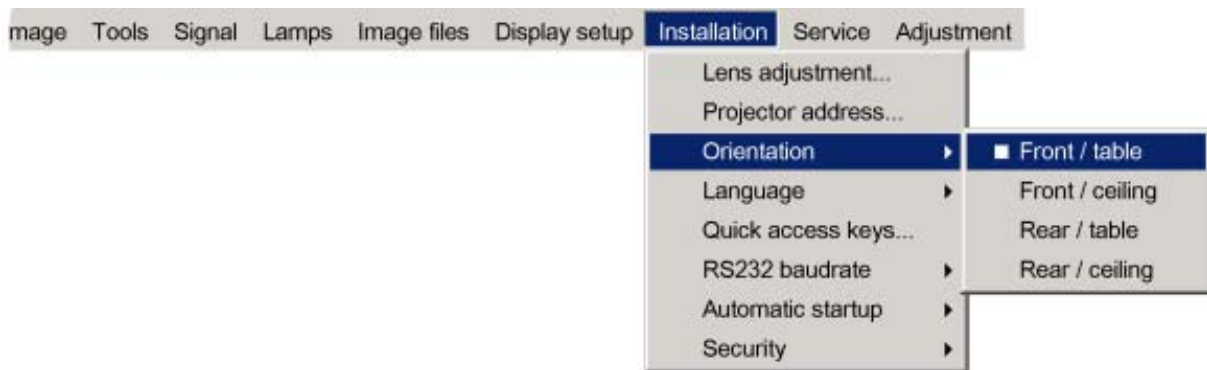 mage Tools Signal Lamps Image files Display setup Installation Service Adjustment
Lens adjustment...
Projector address...
Orientation
Front / table
Language
Front / ceiling
Quick access keys...
Rear / table
RS232 baudrate
Rear / ceiling
Automatic startup
Security